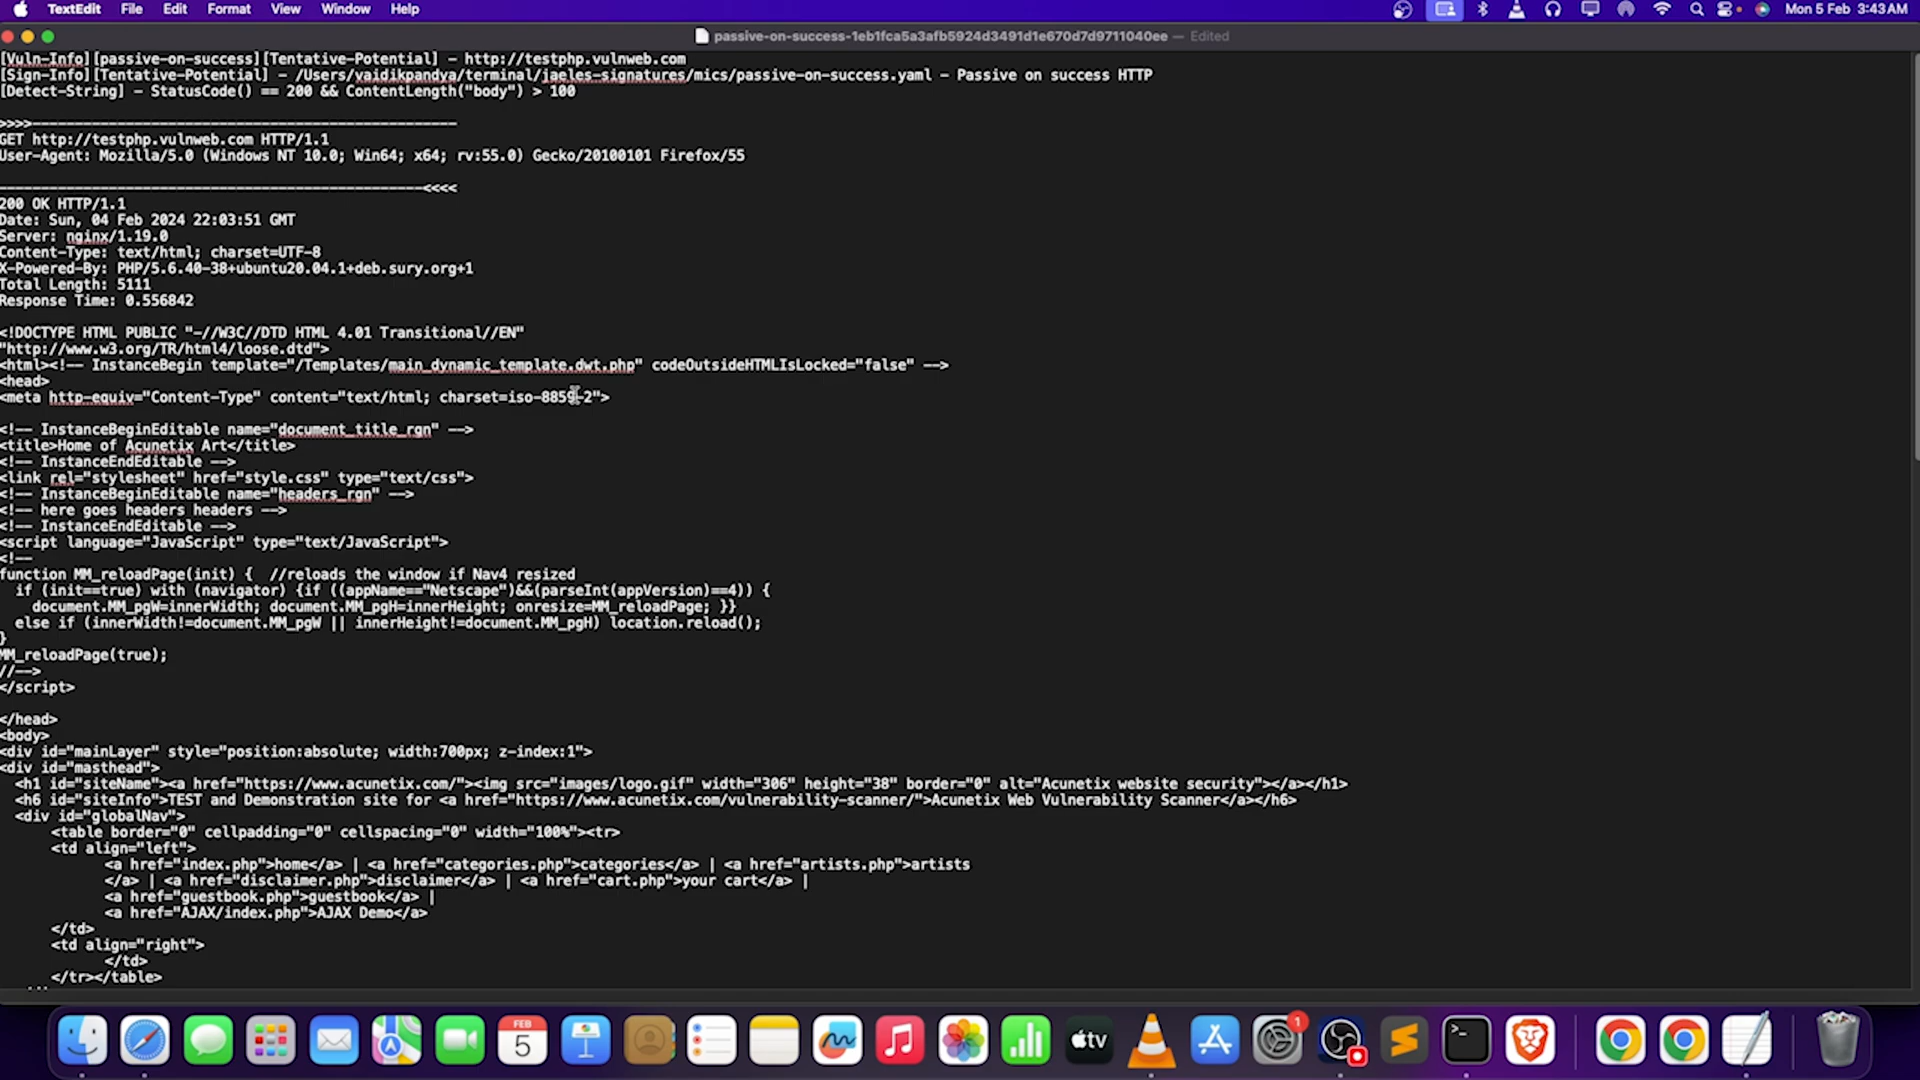 TextEdit File Edit Format View Window Help
Mon 5 Feb 3:43 AM
passive-on-success-1eb1fca5a3afb5924d3491d1e670d7d9711040ee — Edited
[Vuln-Info][passive-on-success][Tentative-Potential] - http://testphp.vulnweb.com
[Sign-Info][Tentative-Potential] - /Users/vaidikpandya/terminal/jaeles-signatures/mics/passive-on-success.yaml - Passive on success HTTP
[Detect-String] - StatusCode() == 200 && ContentLength("body") > 100
>>>>----------------------------------------------------
GET http://testphp.vulnweb.com HTTP/1.1
User-Agent: Mozilla/5.0 (Windows NT 10.0; Win64; x64; rv:55.0) Gecko/20100101 Firefox/55
----------------------------------------------------<<<<
200 OK HTTP/1.1
Date: Sun, 04 Feb 2024 22:03:51 GMT
Server: nginx/1.19.0
Content-Type: text/html; charset=UTF-8
X-Powered-By: PHP/5.6.40-38+ubuntu20.04.1+deb.sury.org+1
Total Length: 5111
Response Time: 0.556842
<!DOCTYPE HTML PUBLIC "-//W3C//DTD HTML 4.01 Transitional//EN"
"http://www.w3.org/TR/html4/loose.dtd">
<html><!-- InstanceBegin template="/Templates/main_dynamic_template.dwt.php" codeOutsideHTMLIsLocked="false" -->
<head>
<meta http-equiv="Content-Type" content="text/html; charset=iso-8859-2">
<!-- InstanceBeginEditable name="document_title_rgn" -->
<title>Home of Acunetix Art</title>
<!-- InstanceEndEditable -->
<link rel="stylesheet" href="style.css" type="text/css">
<!-- InstanceBeginEditable name="headers_rgn" -->
<!-- here goes headers headers -->
<!-- InstanceEndEditable -->
<script language="JavaScript" type="text/JavaScript">
<!--
function MM_reloadPage(init) {  //reloads the window if Nav4 resized
  if (init==true) with (navigator) {if ((appName=="Netscape")&&(parseInt(appVersion)==4)) {
    document.MM_pgW=innerWidth; document.MM_pgH=innerHeight; onresize=MM_reloadPage; }}
  else if (innerWidth!=document.MM_pgW || innerHeight!=document.MM_pgH) location.reload();
}
MM_reloadPage(true);
//-->
</script>
</head>
<body>
<div id="mainLayer" style="position:absolute; width:700px; z-index:1">
<div id="masthead">
  <h1 id="siteName"><a href="https://www.acunetix.com/"><img src="images/logo.gif" width="306" height="38" border="0" alt="Acunetix website security"></a></h1>
  <h6 id="siteInfo">TEST and Demonstration site for <a href="https://www.acunetix.com/vulnerability-scanner/">Acunetix Web Vulnerability Scanner</a></h6>
  <div id="globalNav">
      <table border="0" cellpadding="0" cellspacing="0" width="100%"><tr>
      <td align="left">
            <a href="index.php">home</a> | <a href="categories.php">categories</a> | <a href="artists.php">artists
            </a> | <a href="disclaimer.php">disclaimer</a> | <a href="cart.php">your cart</a> |
            <a href="guestbook.php">guestbook</a> |
            <a href="AJAX/index.php">AJAX Demo</a>
      </td>
      <td align="right">
            </td>
      </tr></table>
FEB
5
tv
1
>_